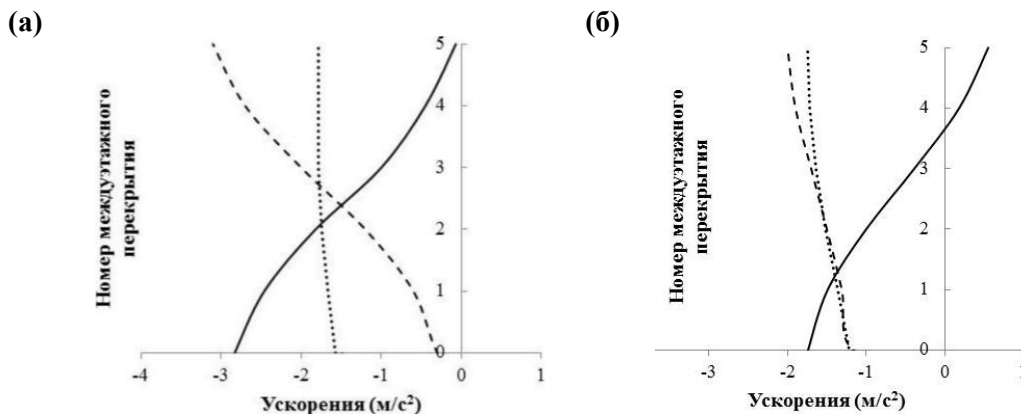 (а)
Номер междуэтажного
перекрытия
5
4
3
2
1
0
-4 -3 -2 -1 0 1
Ускорения (м/с²)
(б)
Номер междуэтажного
перекрытия
5
4
3
2
1
0
-3 -2 -1 0 1
Ускорения (м/с²)